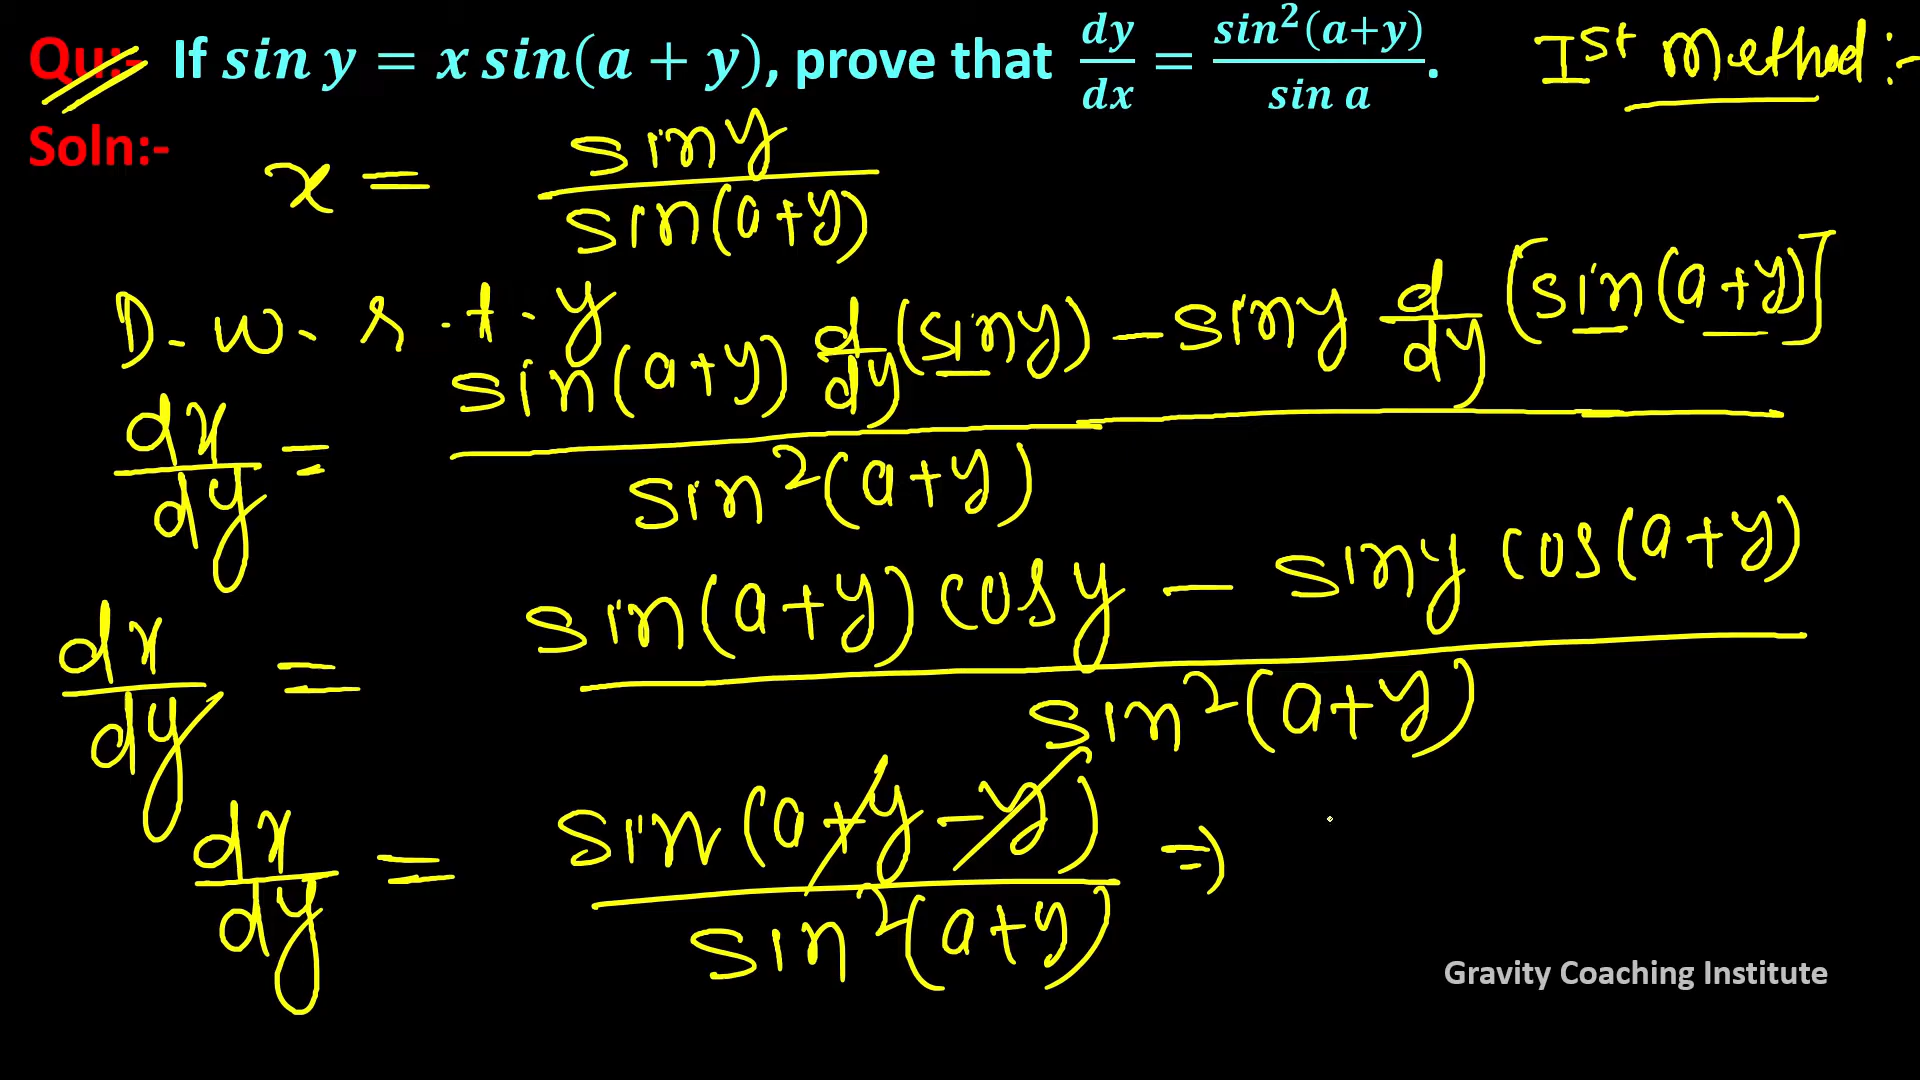 Qu:- If sin y = x sin(a + y), prove that dy/dx = sin²(a+y)/sin a. Ist Method:-
Soln:-
x = sin y / sin(a+y)
D. w. r. t. y
dx/dy = sin(a+y) d/dy (sin y) - sin y d/dy [sin(a+y)] / sin²(a+y)
dx/dy = sin(a+y) cos y - sin y cos(a+y) / sin²(a+y)
dx/dy = sin(a+y-y) / sin²(a+y) ⇒
Gravity Coaching Institute